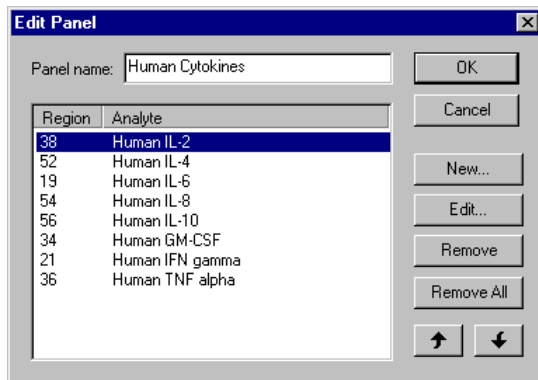 Edit Panel
Panel name: Human Cytokines
OK
Cancel
Region Analyte
38 Human IL-2
52 Human IL-4
19 Human IL-6
54 Human IL-8
56 Human IL-10
34 Human GM-CSF
21 Human IFN gamma
36 Human TNF alpha
New...
Edit...
Remove
Remove All